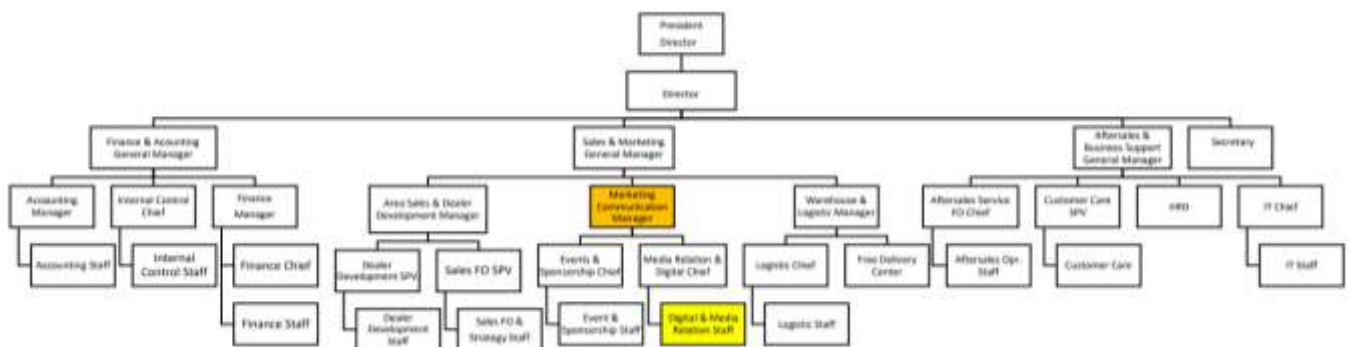 President
Director
Director
Finance & Acounting
General Manager
Sales & Marketing
General Manager
Aftersales &
Business Support
General Manager
Secretary
Accounting
Manager
Internal Control
Chief
Finance
Manager
Area Sales & Dealer
Development Manager
Marketing
Communication
Manager
Warehouse &
Logistic Manager
Aftersales Service
FO Chief
Customer Care
SPV
HRD
IT Chief
Accounting Staff
Internal
Control Staff
Finance Chief
Dealer
Development SPV
Sales FO SPV
Events &
Sponsorship Chief
Media Relation &
Digital Chief
Logistic Chief
Free Delivery
Center
Aftersales Opr
Staff
Customer Care
IT Staff
Finance Staff
Dealer
Development
Staff
Sales FO &
Strategy Staff
Event &
Sponsorship Staff
Digital & Media
Relation Staff
Logistic Staff